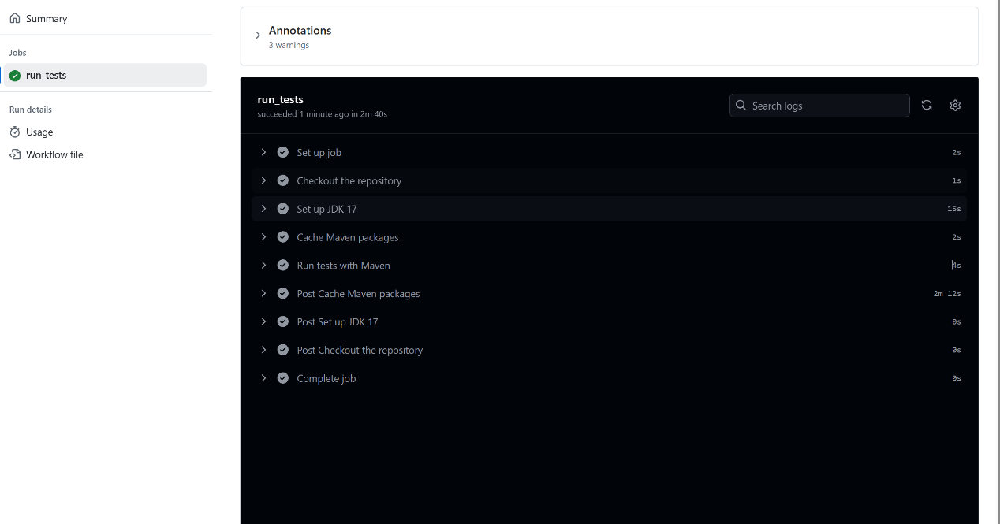 Summary
Jobs
run_tests
Run details
Usage
Workflow file
Annotations
3 warnings
run_tests
succeeded 1 minute ago in 2m 40s
Search logs
Set up job 2s
Checkout the repository 1s
Set up JDK 17 15s
Cache Maven packages 2s
Run tests with Maven 4s
Post Cache Maven packages 2m 12s
Post Set up JDK 17 0s
Post Checkout the repository 0s
Complete job 0s